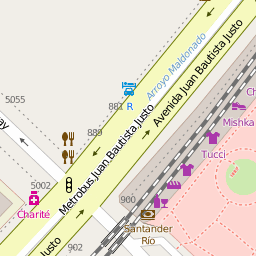 5055
881
R
Arroyo Maldonado
Avenida Juan Bautista Justo
Metrobus Juan Bautista Justo
889
Ch
Mishka
Tucci
5002
Charité
900
Santander
Río
902
Justo